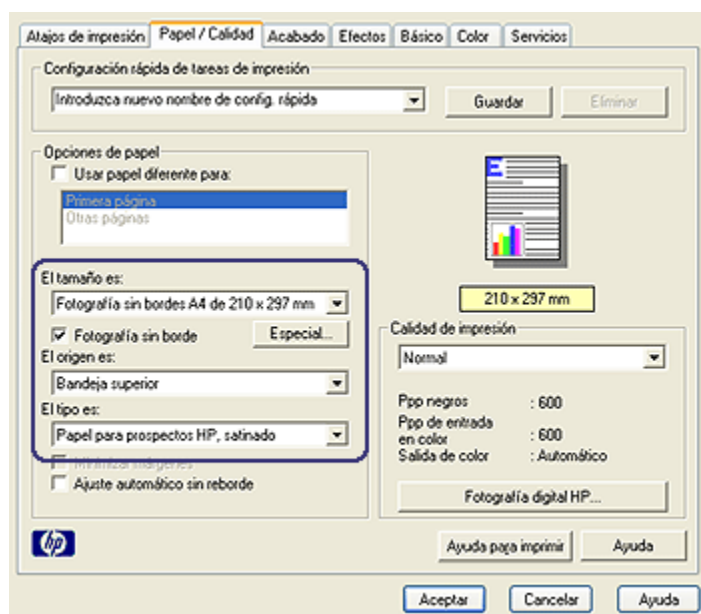 Atajos de impresión Papel / Calidad Acabado Efectos Básico Color Servicios
Configuración rápida de tareas de impresión
Introduzca nuevo nombre de config. rápida Guardar Eliminar
Opciones de papel
Usar papel diferente para:
Primera página
Otras páginas
El tamaño es:
Fotografía sin bordes A4 de 210 x 297 mm
Fotografía sin borde Especial...
El origen es:
Bandeja superior
El tipo es:
Papel para prospectos HP, satinado
Minimizar márgenes
Ajuste automático sin reborde
E
210 x 297 mm
Calidad de impresión
Normal
Ppp negros : 600
Ppp de entrada
en color : 600
Salida de color : Automático
Fotografía digital HP...
hp
Ayuda para imprimir Ayuda
Aceptar Cancelar Ayuda